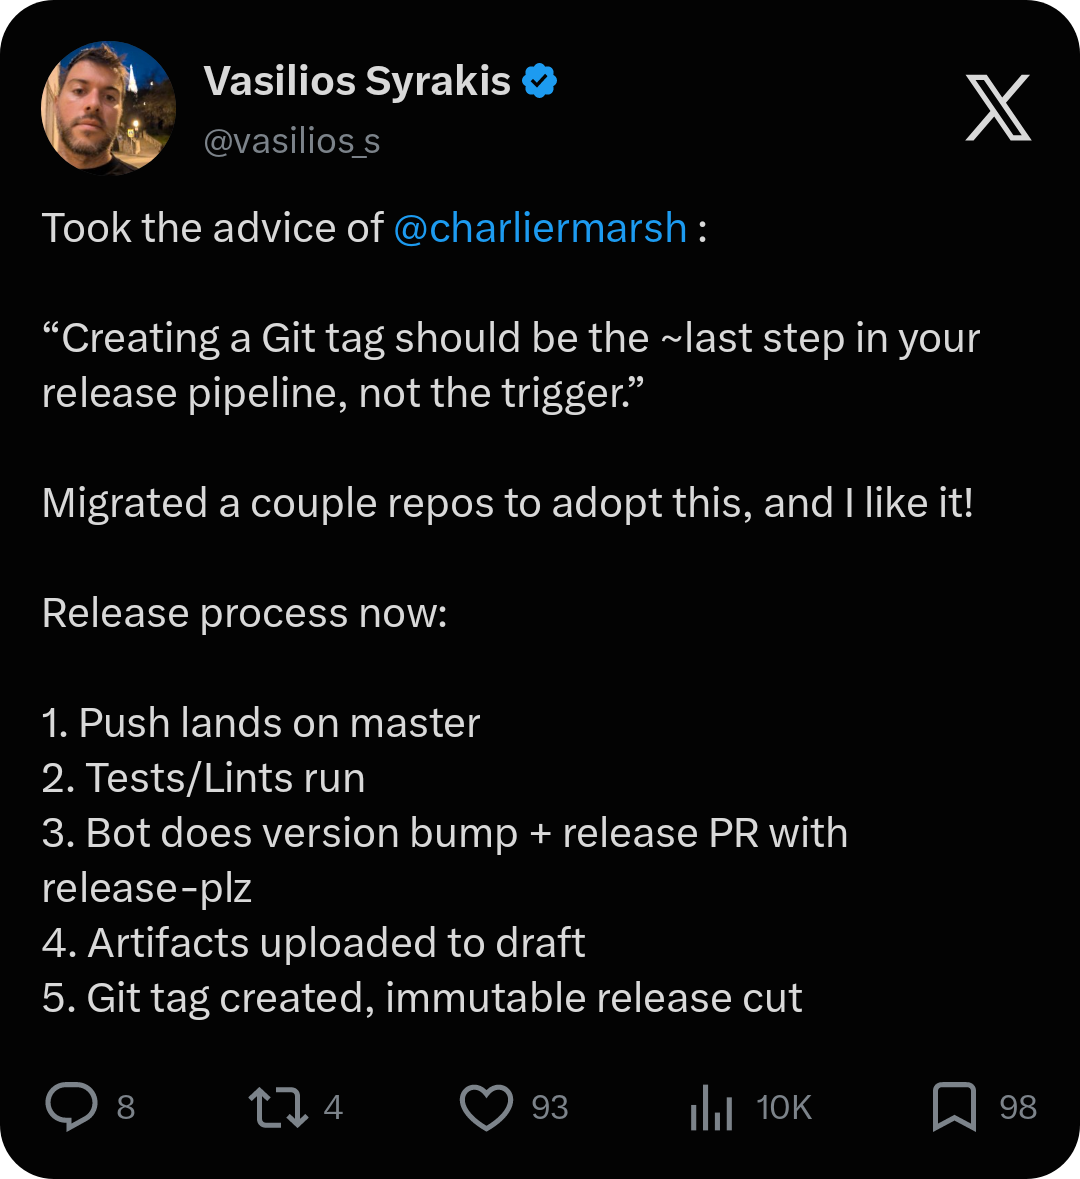 Vasilios Syrakis
@vasilios_s
Took the advice of @charliermarsh :
“Creating a Git tag should be the ~last step in your
release pipeline, not the trigger.”
Migrated a couple repos to adopt this, and I like it!
Release process now:
1. Push lands on master
2. Tests/Lints run
3. Bot does version bump + release PR with
release-plz
4. Artifacts uploaded to draft
5. Git tag created, immutable release cut
8 4 93 10K 98